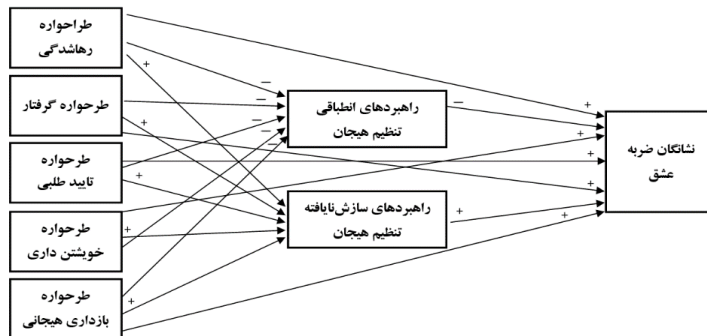 طراحواره
رهاشدگی
طرحواره گرفتار
طرحواره
تایید طلبی
طرحواره
خویشتن داری
طرحواره
بازداری هیجانی
راهبردهای انطباقی
تنظیم هیجان
راهبردهای سازش‌نایافته
تنظیم هیجان
نشانگان ضربه
عشق